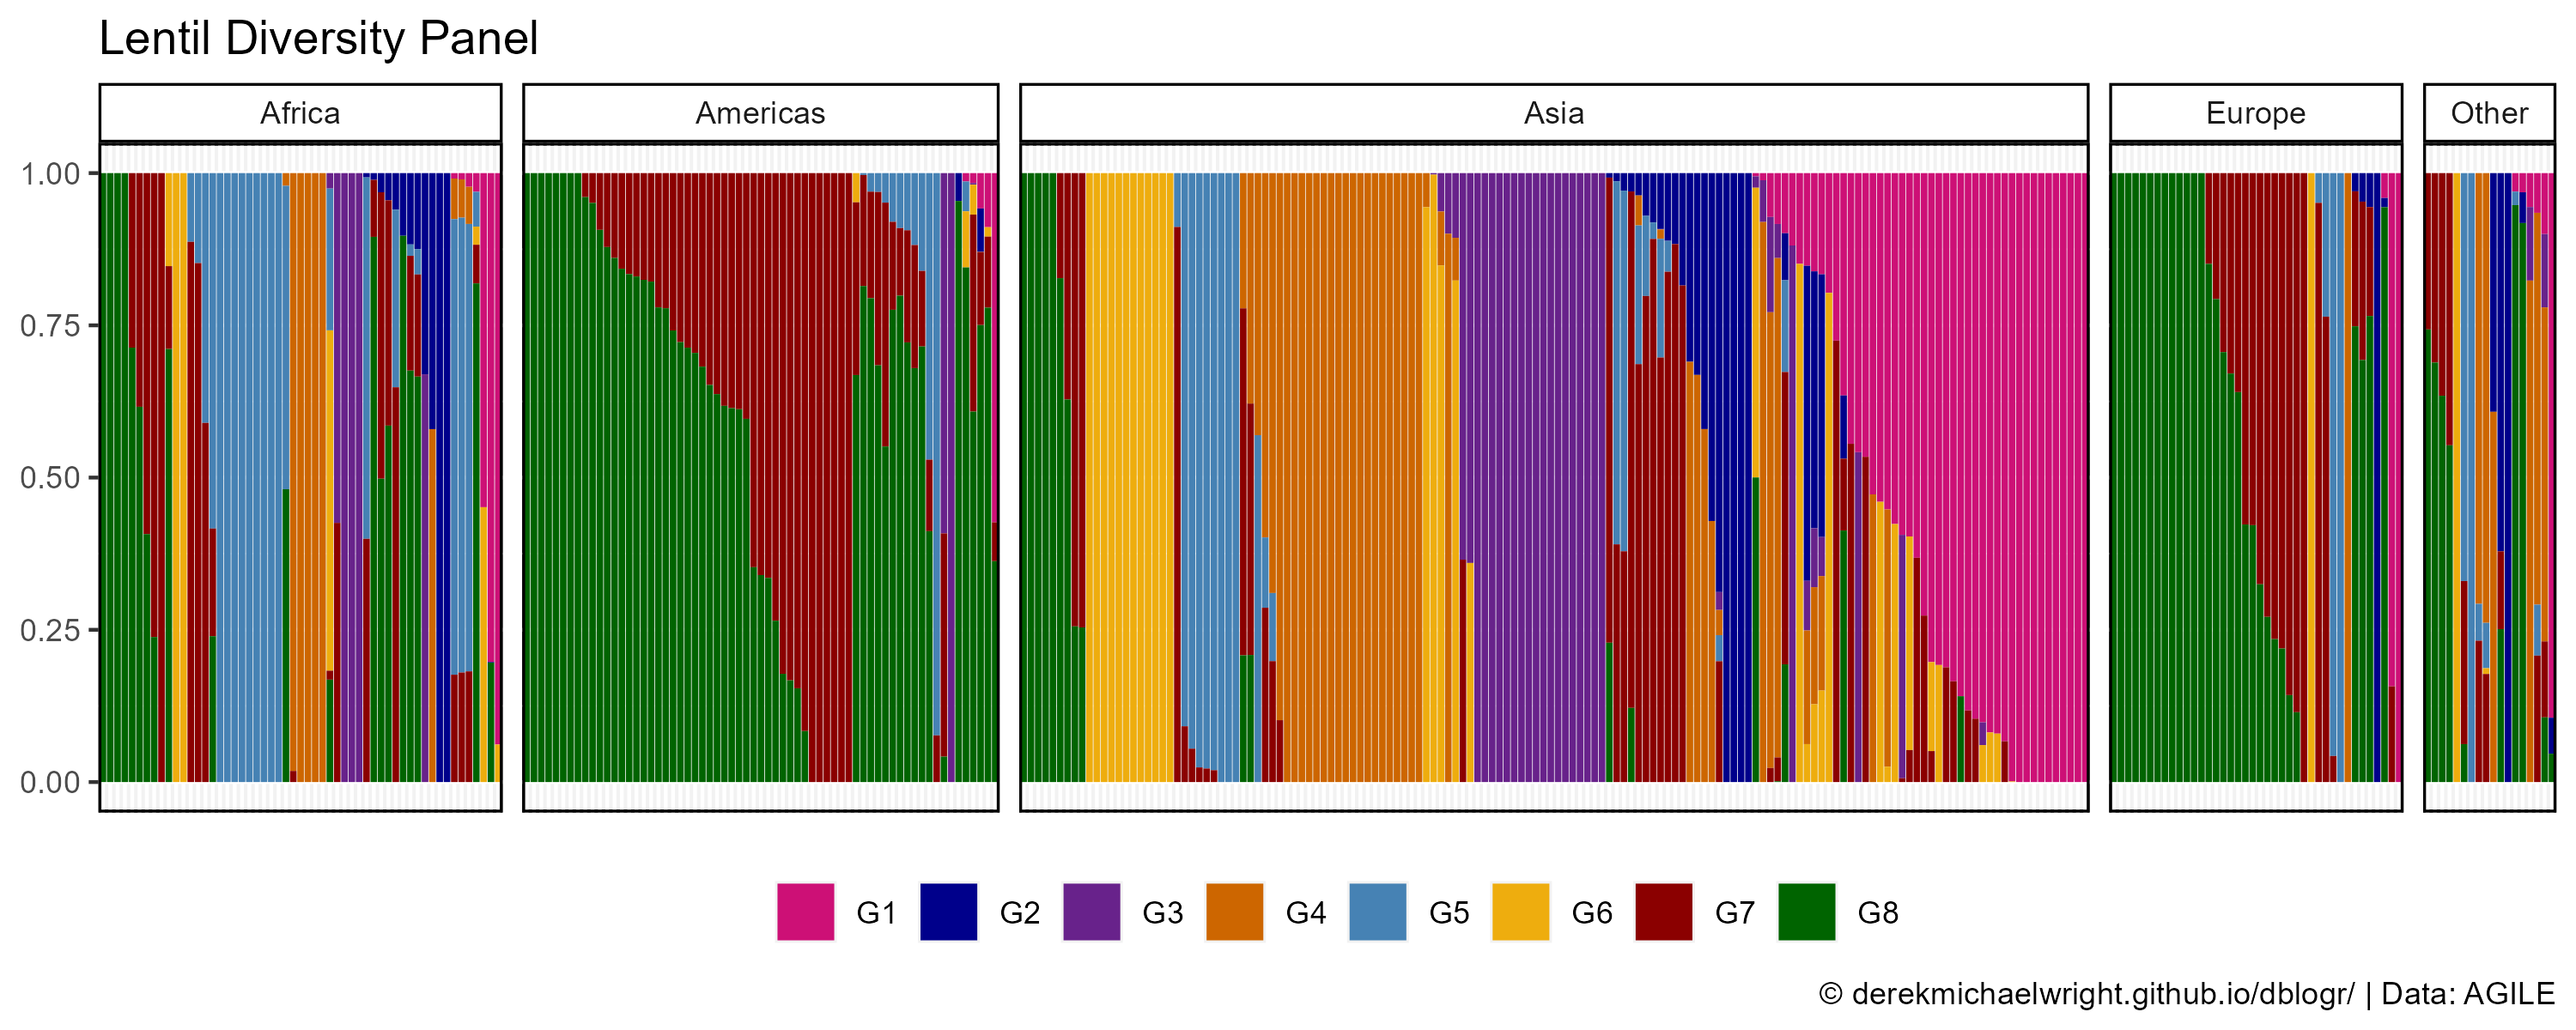 Lentil Diversity Panel
Africa
Americas
Asia
Europe
Other
1.00
0.75
0.50
0.25
0.00
G1
G2
G3
G4
G5
G6
G7
G8
© derekmichaelwright.github.io/dblogr/ | Data: AGILE